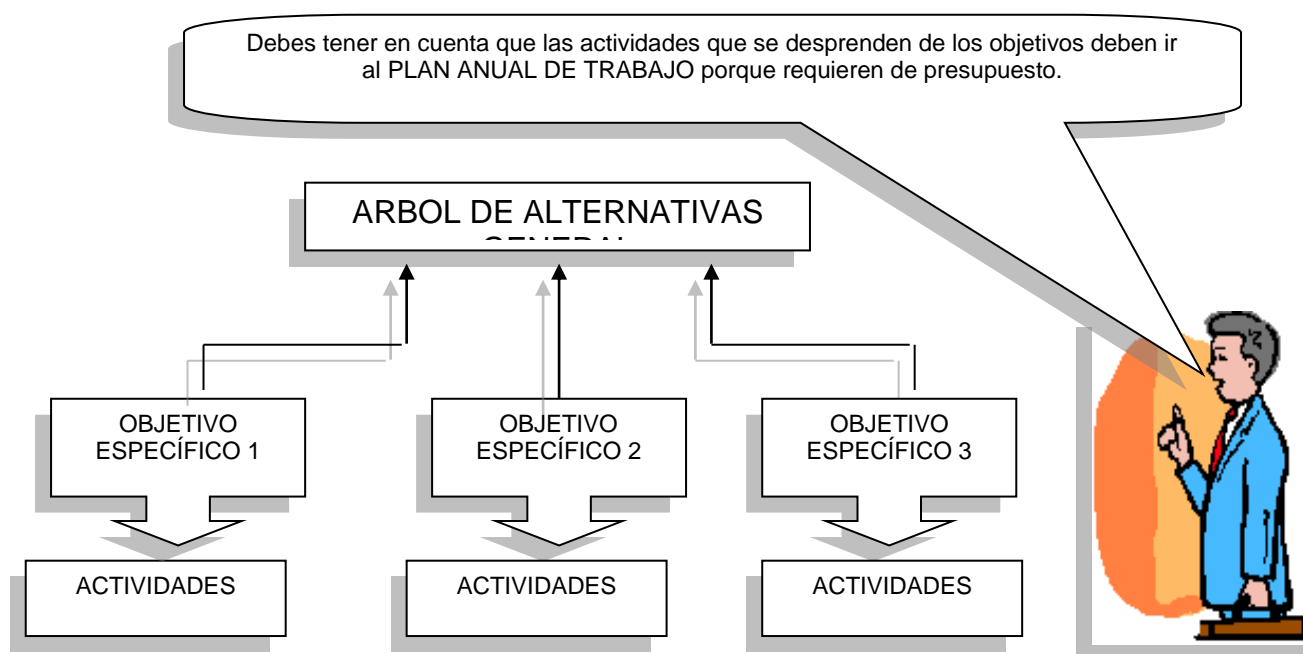 Debes tener en cuenta que las actividades que se desprenden de los objetivos deben ir
al PLAN ANUAL DE TRABAJO porque requieren de presupuesto.
ARBOL DE ALTERNATIVAS
OBJETIVO
ESPECÍFICO 1
OBJETIVO
ESPECÍFICO 2
OBJETIVO
ESPECÍFICO 3
ACTIVIDADES
ACTIVIDADES
ACTIVIDADES